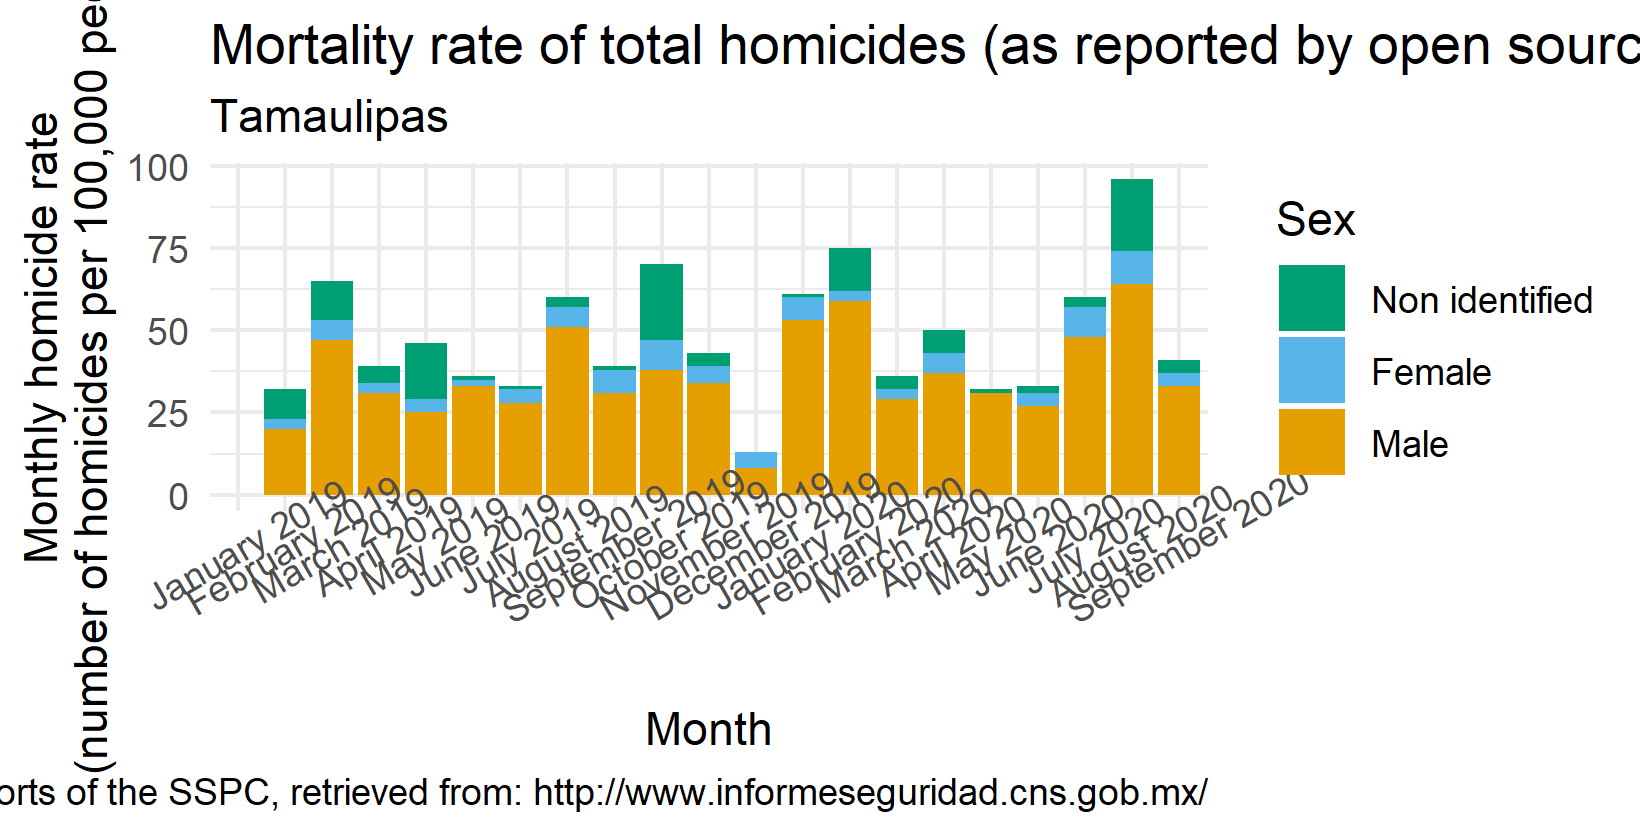 Mortality rate of total homicides (as reported by open sourc
Tamaulipas
Monthly homicide rate
(number of homicides per 100,000 pe
100
75
50
25
0
January 2019
February 2019
March 2019
April 2019
May 2019
June 2019
July 2019
August 2019
September 2019
October 2019
November 2019
December 2019
January 2020
February 2020
March 2020
April 2020
May 2020
June 2020
July 2020
August 2020
September 2020
Month
Sex
Non identified
Female
Male
orts of the SSPC, retrieved from: http://www.informeseguridad.cns.gob.mx/